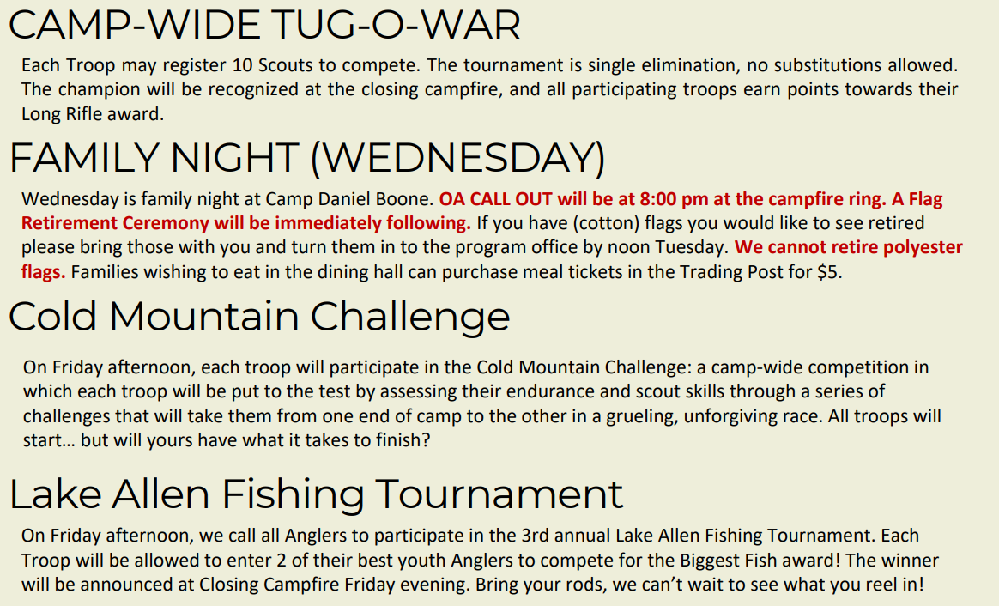 CAMP-WIDE TUG-O-WAR
Each Troop may register 10 Scouts to compete. The tournament is single elimination, no substitutions allowed.
The champion will be recognized at the closing campfire, and all participating troops earn points towards their
Long Rifle award.
FAMILY NIGHT (WEDNESDAY)
Wednesday is family night at Camp Daniel Boone. OA CALL OUT will be at 8:00 pm at the campfire ring. A Flag
Retirement Ceremony will be immediately following. If you have (cotton) flags you would like to see retired
please bring those with you and turn them in to the program office by noon Tuesday. We cannot retire polyester
flags. Families wishing to eat in the dining hall can purchase meal tickets in the Trading Post for $5.
Cold Mountain Challenge
On Friday afternoon, each troop will participate in the Cold Mountain Challenge: a camp-wide competition in
which each troop will be put to the test by assessing their endurance and scout skills through a series of
challenges that will take them from one end of camp to the other in a grueling, unforgiving race. All troops will
start... but will yours have what it takes to finish?
Lake Allen Fishing Tournament
On Friday afternoon, we call all Anglers to participate in the 3rd annual Lake Allen Fishing Tournament. Each
Troop will be allowed to enter 2 of their best youth Anglers to compete for the Biggest Fish award! The winner
will be announced at Closing Campfire Friday evening. Bring your rods, we can’t wait to see what you reel in!